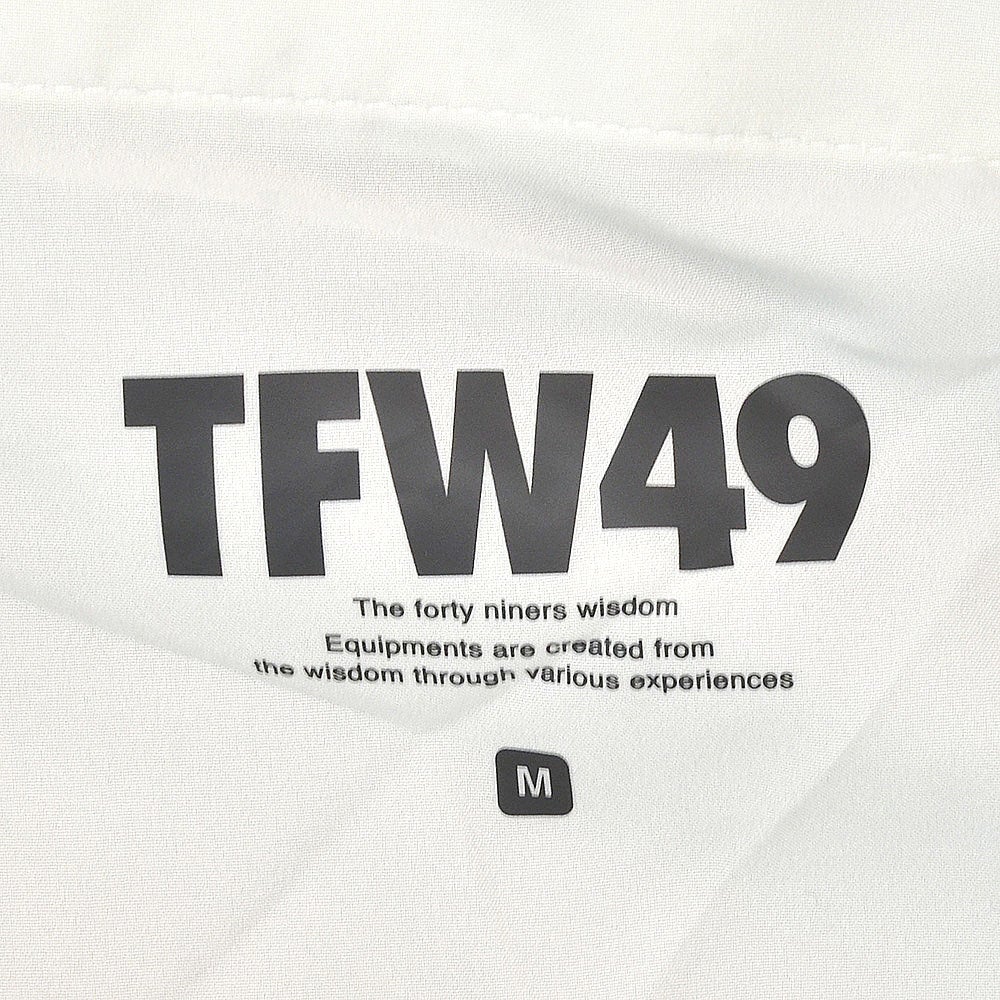 TFW49
The forty niners wisdom
Equipments are created from
the wisdom through various experiences
M